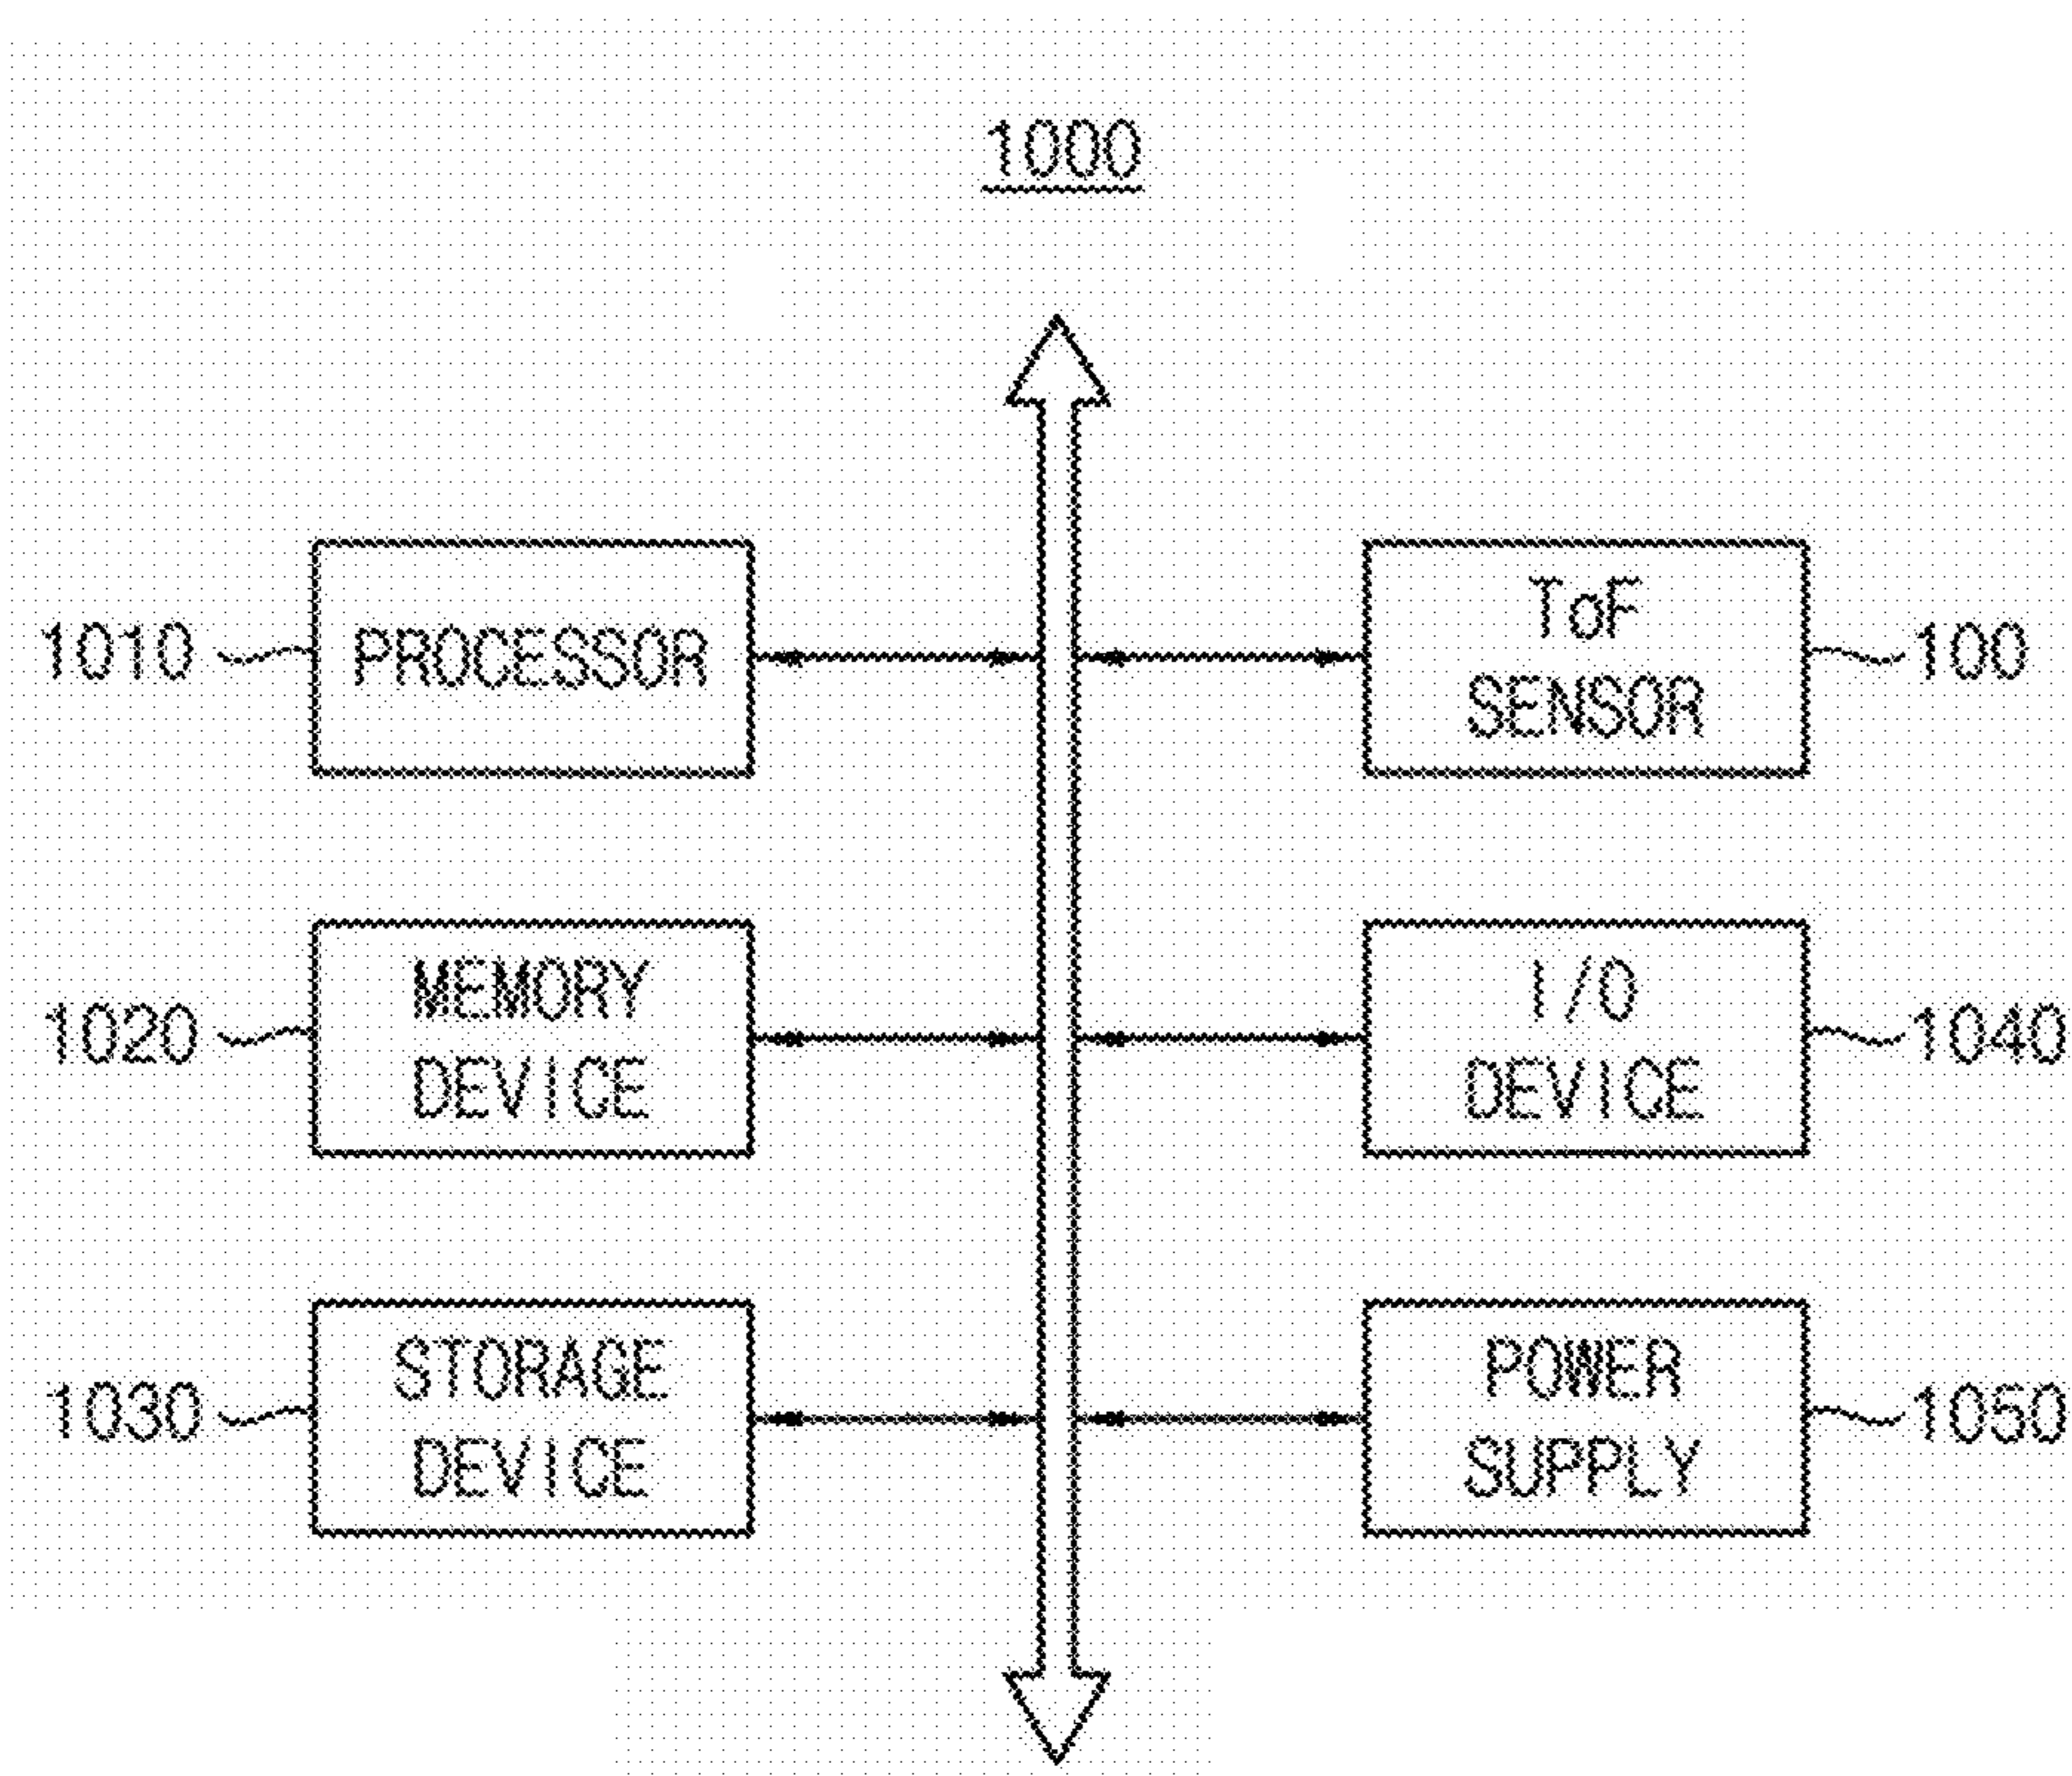 1000
1010
PROCESSOR
ToF
SENSOR
100
1020
MEMORY
DEVICE
I/O
DEVICE
1040
1030
STORAGE
DEVICE
POWER
SUPPLY
1050